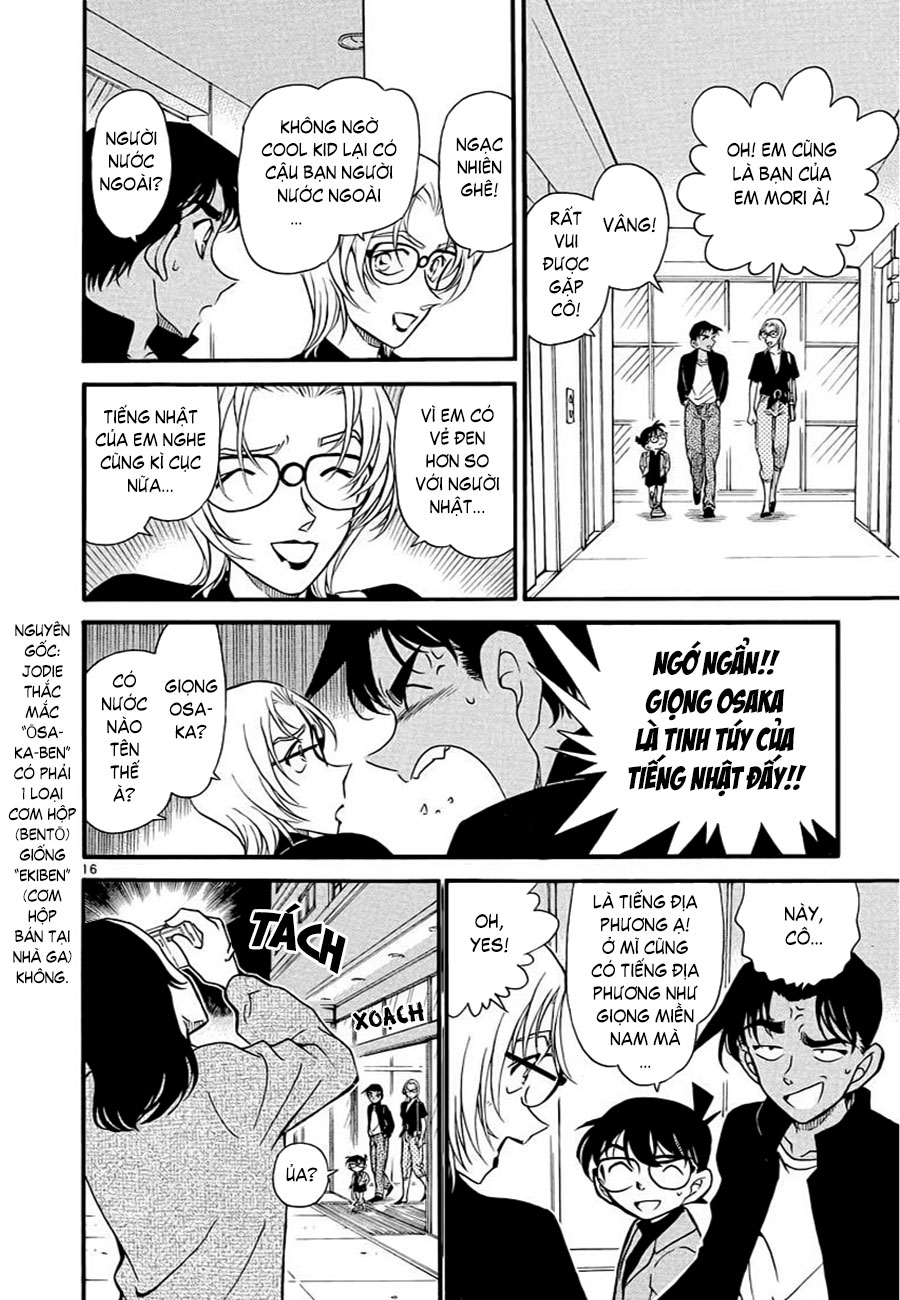 OH! EM CŨNG
LÀ BẠN CỦA
EM MORI À!
VÂNG!
RẤT
VUI
ĐƯỢC
GẶP
CÔ!
NGẠC
NHIÊN
GHÊ!
KHÔNG NGỜ
COOL KID LẠI CÓ
CẬU BẠN NGƯỜI
NƯỚC NGOÀI
...
NGƯỜI
NƯỚC
NGOÀI?
VÌ EM CÓ
VẺ ĐEN
HƠN SO
VỚI NGƯỜI
NHẬT...
TIẾNG NHẬT
CỦA EM NGHE
CŨNG KÌ CỤC
NỮA...
NGỚ NGẨN!!
GIỌNG OSAKA
LÀ TINH TÚY CỦA
TIẾNG NHẬT ĐẤY!!
GIỌNG
OSA-
KA?
CÓ
NƯỚC
NÀO TÊN
THẾ
À?
NGUYÊN
GỐC:
JODIE
THẮC
MẮC
“ŌSA-
KA-BEN”
CÓ PHẢI
1 LOẠI
CƠM HỘP
(BENTŌ)
GIỐNG
“EKIBEN”
(CƠM
HỘP
BÁN TẠI
NHÀ GA)
KHÔNG.
16
NÀY,
CÔ...
LÀ TIẾNG ĐỊA
PHƯƠNG Ạ!
Ở MĨ CŨNG
CÓ TIẾNG ĐỊA
PHƯƠNG NHƯ
GIỌNG MIỀN
NAM MÀ
...
OH,
YES!
TÁCH
XOẠCH
ỦA?